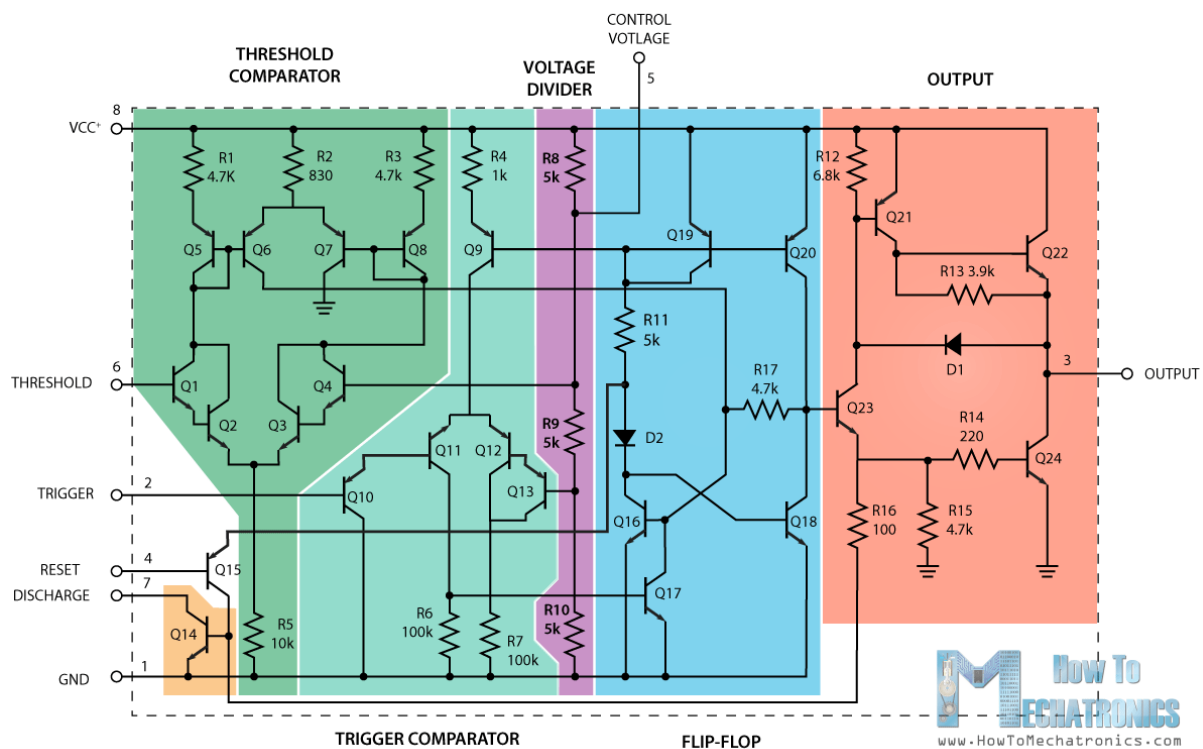 CONTROL
VOTLAGE
5
THRESHOLD
COMPARATOR
VOLTAGE
DIVIDER
OUTPUT
8
VCC+
R1
4.7K
R2
830
R3
4.7k
R4
1k
R8
5k
R12
6.8k
Q21
Q5
Q6
Q7
Q8
Q9
Q19
Q20
Q22
R13 3.9k
R11
5k
D1
6
THRESHOLD
Q1
Q2
Q3
Q4
R17
4.7k
3
OUTPUT
Q23
R9
5k
D2
R14
220
Q11
Q12
Q24
2
TRIGGER
Q10
Q13
Q16
Q18
R16
100
R15
4.7k
4
RESET
Q15
7
DISCHARGE
Q17
Q14
R5
10k
R6
100k
R7
100k
R10
5k
1
GND
TRIGGER COMPARATOR
FLIP-FLOP
How To
MECHATRONICS
www.HowToMechatronics.com